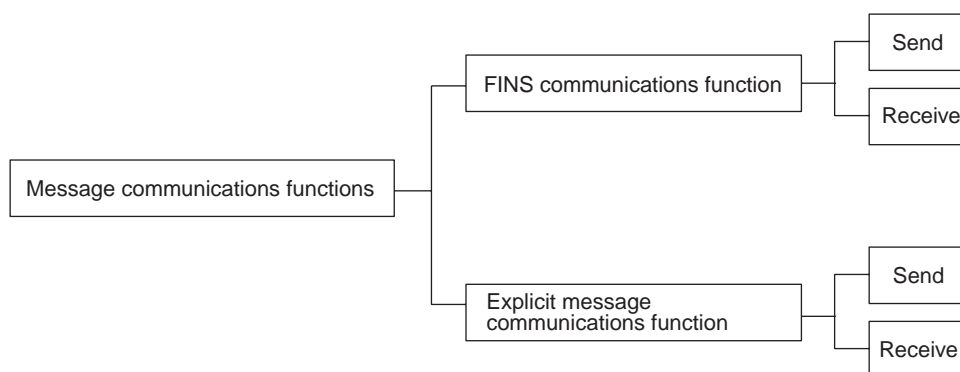 Message communications functions
FINS communications function
Send
Receive
Explicit message
communications function
Send
Receive